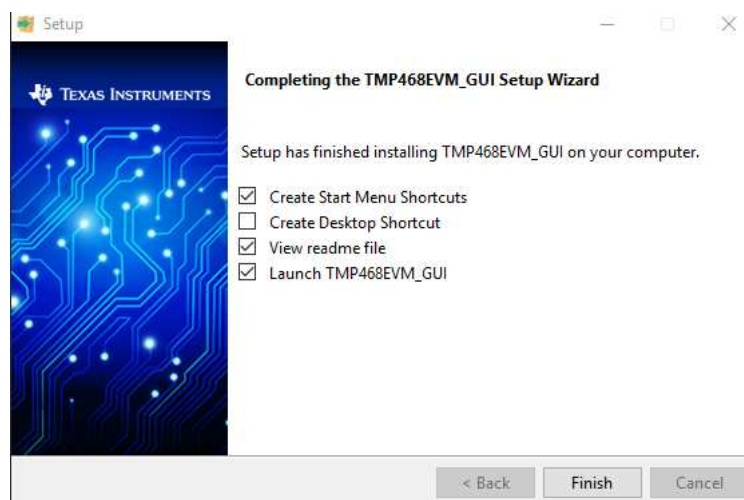 Setup
TEXAS INSTRUMENTS
Completing the TMP468EVM_GUI Setup Wizard
Setup has finished installing TMP468EVM_GUI on your computer.
Create Start Menu Shortcuts
Create Desktop Shortcut
View readme file
Launch TMP468EVM_GUI
< Back
Finish
Cancel